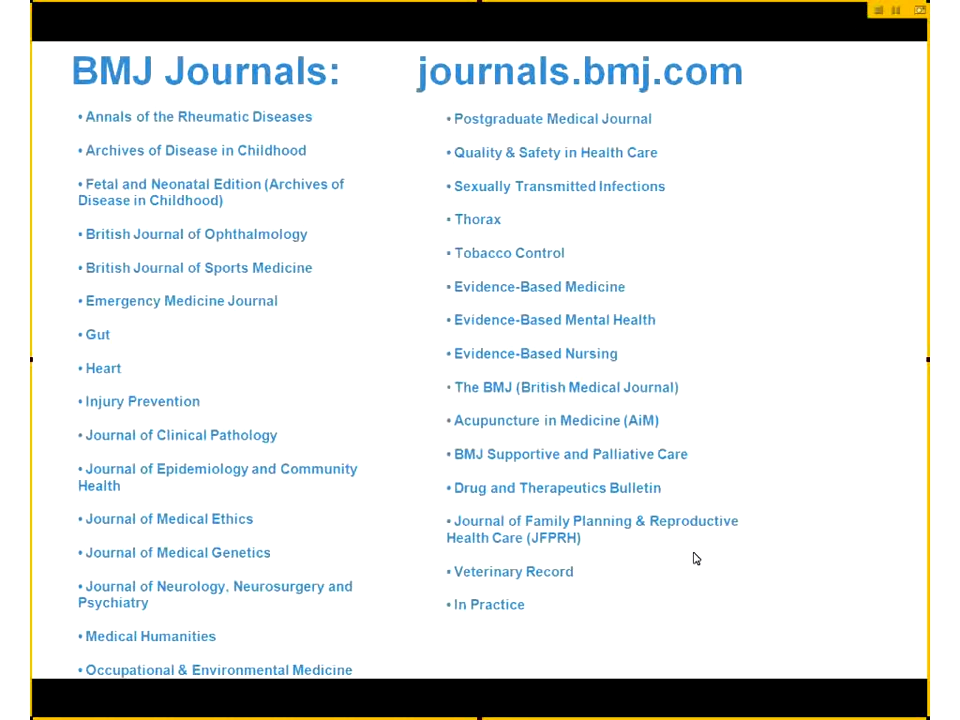 BMJ Journals: journals.bmj.com
• Annals of the Rheumatic Diseases
• Archives of Disease in Childhood
• Fetal and Neonatal Edition (Archives of
Disease in Childhood)
• British Journal of Ophthalmology
• British Journal of Sports Medicine
• Emergency Medicine Journal
• Gut
• Heart
• Injury Prevention
• Journal of Clinical Pathology
• Journal of Epidemiology and Community
Health
• Journal of Medical Ethics
• Journal of Medical Genetics
• Journal of Neurology, Neurosurgery and
Psychiatry
• Medical Humanities
• Occupational & Environmental Medicine
• Postgraduate Medical Journal
• Quality & Safety in Health Care
• Sexually Transmitted Infections
• Thorax
• Tobacco Control
• Evidence-Based Medicine
• Evidence-Based Mental Health
• Evidence-Based Nursing
• The BMJ (British Medical Journal)
• Acupuncture in Medicine (AiM)
• BMJ Supportive and Palliative Care
• Drug and Therapeutics Bulletin
• Journal of Family Planning & Reproductive
Health Care (JFPRH)
• Veterinary Record
• In Practice